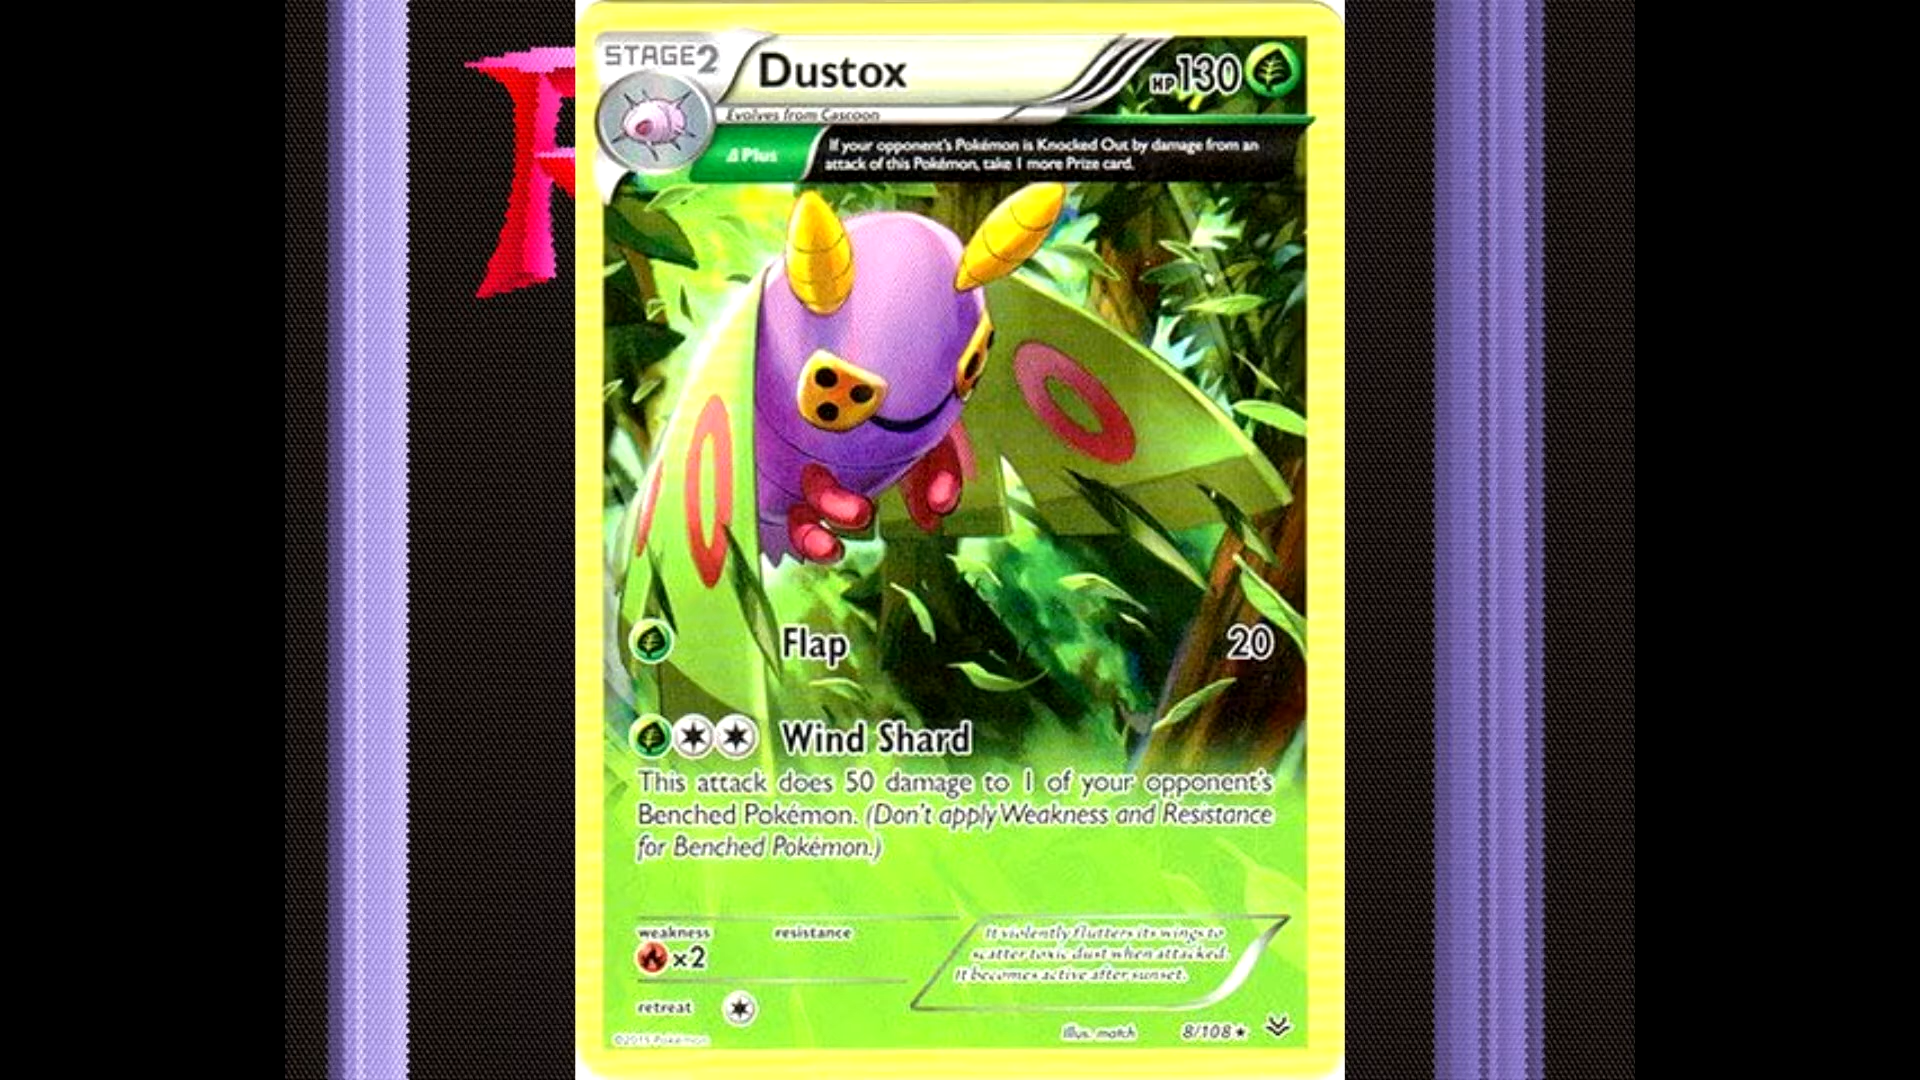 STAGE2
Dustox
HP130
Evolves from Cascoon
Δ Plus
If your opponent's Pokémon is Knocked Out by damage from an
attack of this Pokémon, take 1 more Prize card.
Flap 20
Wind Shard
This attack does 50 damage to 1 of your opponent's
Benched Pokémon. (Don't apply Weakness and Resistance
for Benched Pokémon.)
weakness resistance
×2
It violently flutters its wings to
scatter toxic dust when attacked.
It becomes active after sunset.
retreat
Illus. match 8/108 ★
©2015 Pokémon